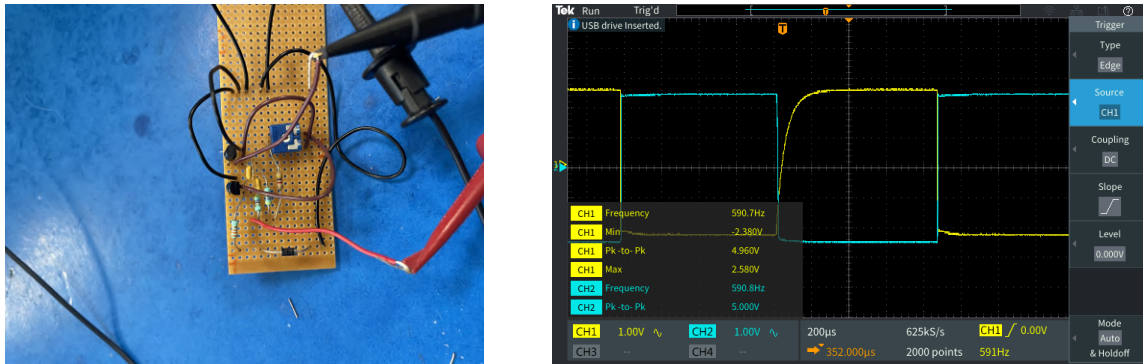 Tek Run Trig'd
USB drive Inserted.
T
T
Trigger
Type
Edge
Source
CH1
Coupling
DC
Slope
Level
0.000V
Mode
Auto
& Holdoff
CH1 Frequency 590.7Hz
CH1 Min -2.380V
CH1 Pk-to-Pk 4.960V
CH1 Max 2.580V
CH2 Frequency 590.8Hz
CH2 Pk-to-Pk 5.000V
CH1 1.00V CH2 1.00V 200µs 625kS/s CH1 0.00V
CH3 -- CH4 -- 352.000µs 2000 points 591Hz